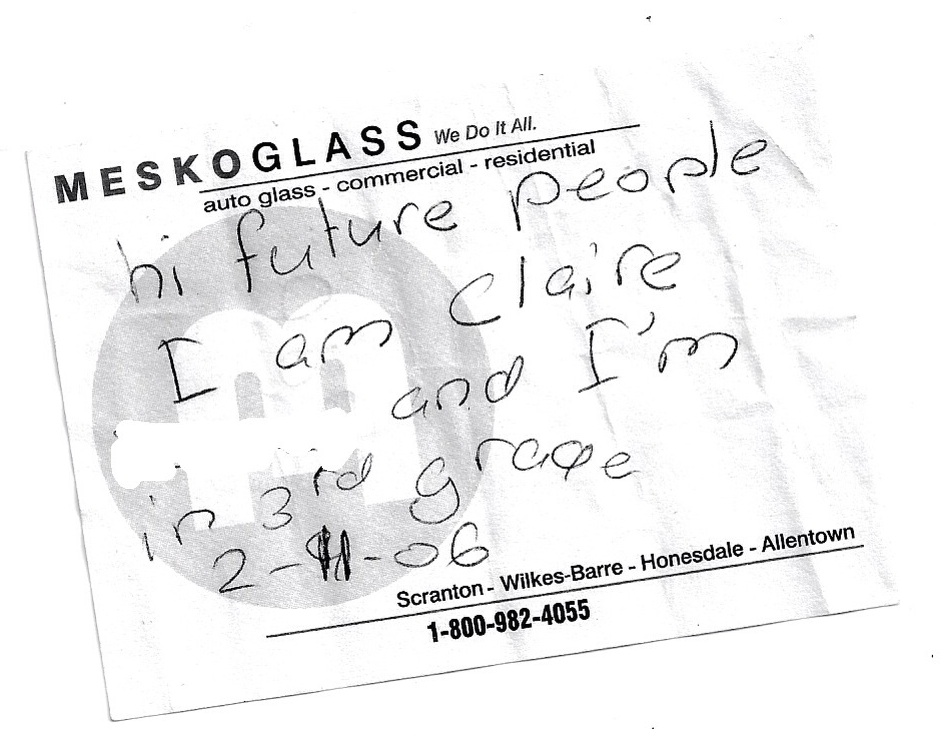 MESKOGLASS We Do It All.
auto glass - commercial - residential
hi future people
I am Claire
and I'm
in 3rd grade
2-11-06
Scranton - Wilkes-Barre - Honesdale - Allentown
1-800-982-4055